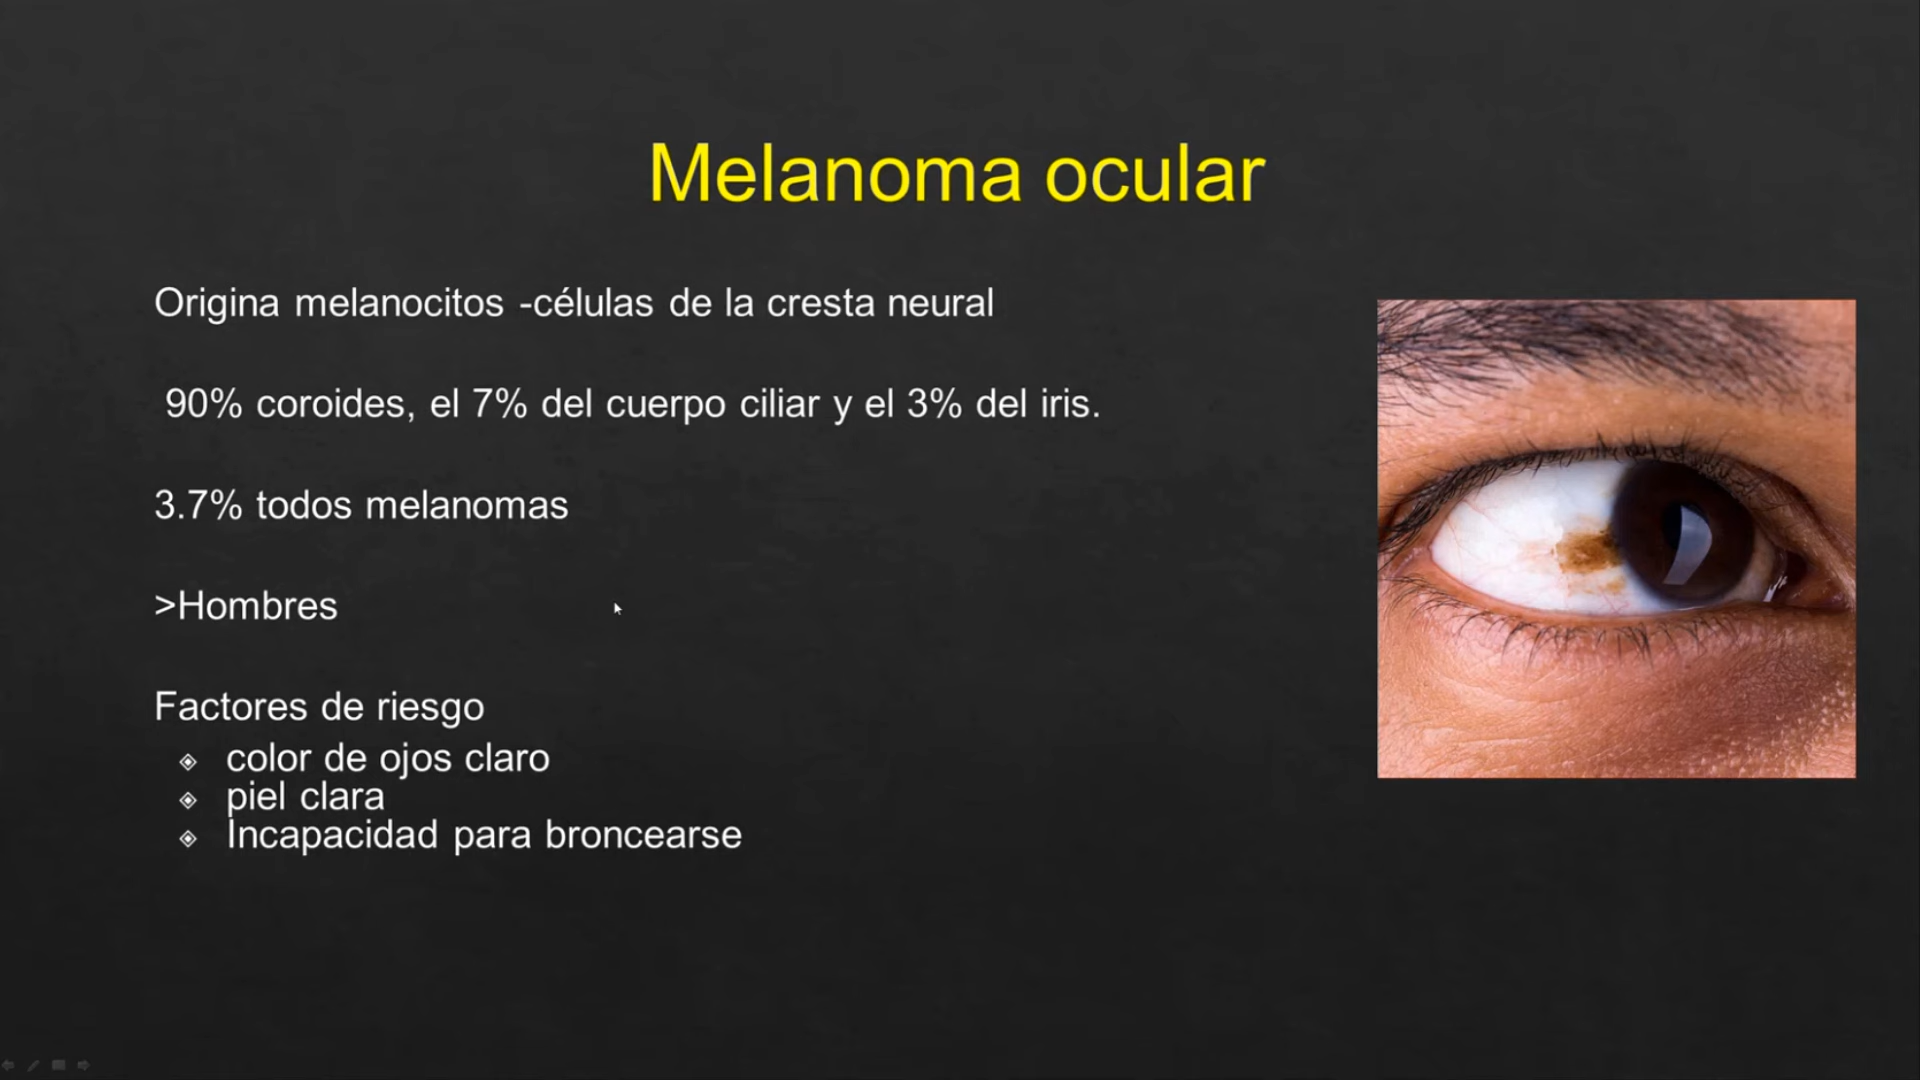 Melanoma ocular
Origina melanocitos -células de la cresta neural
90% coroides, el 7% del cuerpo ciliar y el 3% del iris.
3.7% todos melanomas
>Hombres
Factores de riesgo
color de ojos claro
piel clara
Incapacidad para broncearse